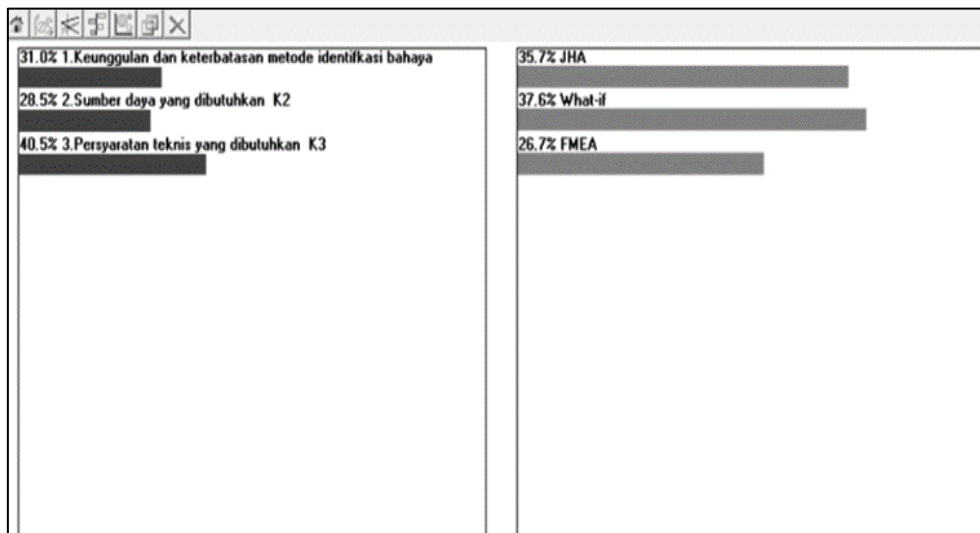 31.0% 1.Keunggulan dan keterbatasan metode identifkasi bahaya
28.5% 2.Sumber daya yang dibutuhkan K2
40.5% 3.Persyaratan teknis yang dibutuhkan K3
35.7% JHA
37.6% What-if
26.7% FMEA